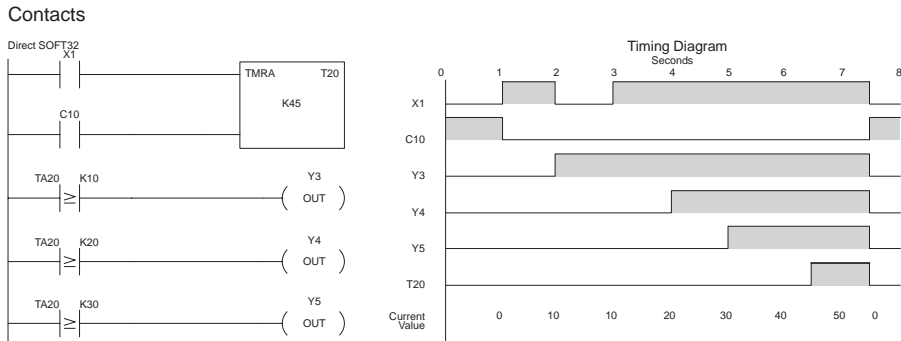 Contacts
Direct SOFT32
X1
TMRA T20
K45
C10
TA20 K10
≥
Y3
OUT
TA20 K20
≥
Y4
OUT
TA20 K30
≥
Y5
OUT
Timing Diagram
Seconds
0 1 2 3 4 5 6 7 8
X1
C10
Y3
Y4
Y5
T20
Current
Value
0 10 10 20 30 40 50 0